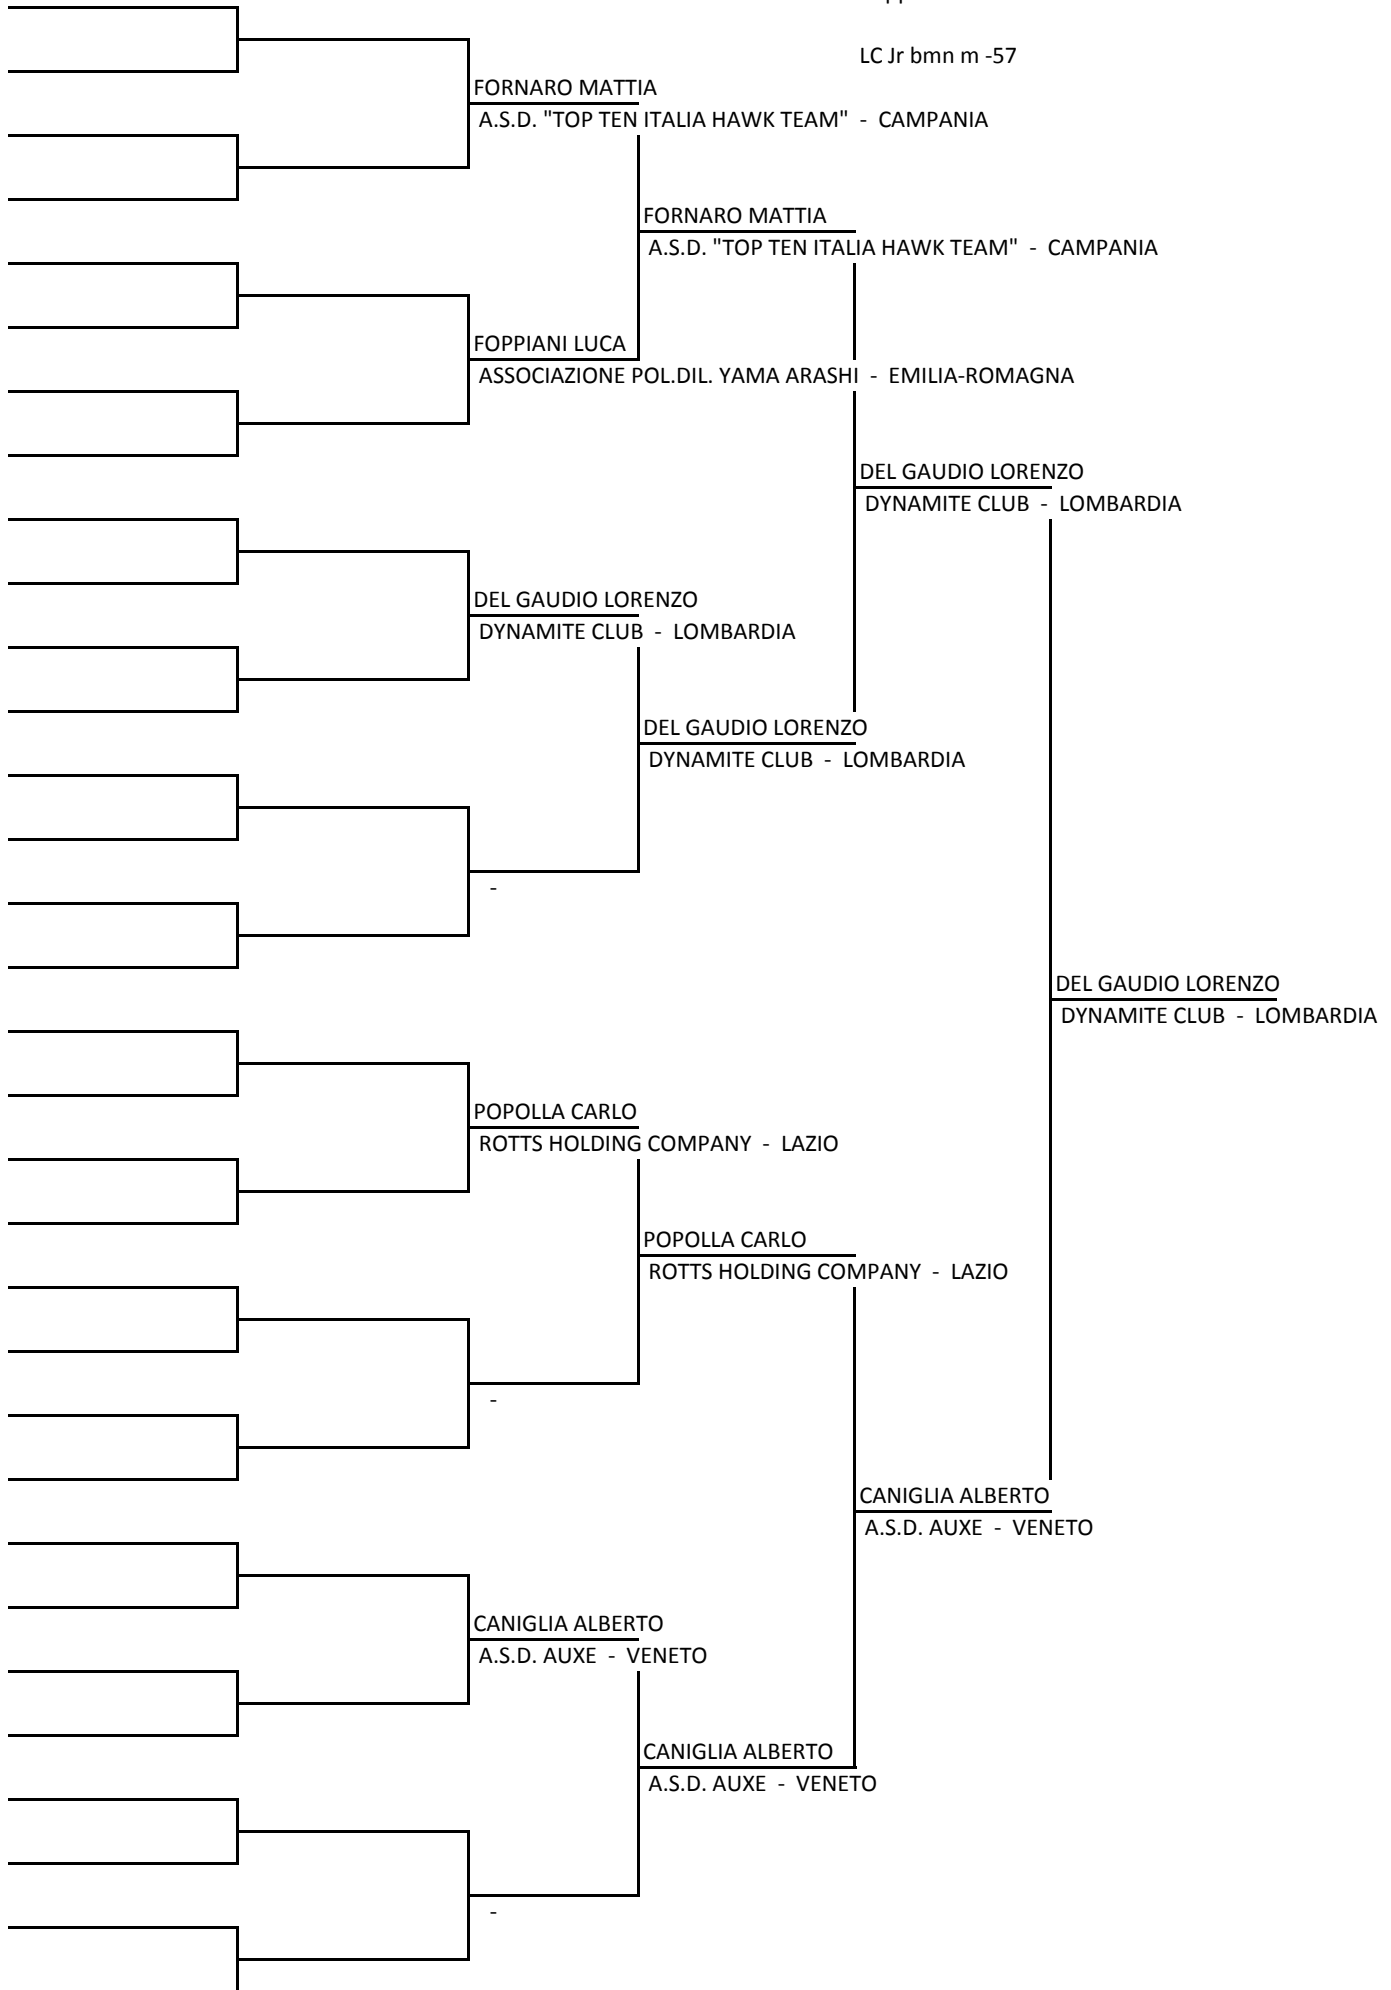 LC Jr bmn m -57
FORNARO MATTIA
A.S.D. "TOP TEN ITALIA HAWK TEAM" - CAMPANIA
FORNARO MATTIA
A.S.D. "TOP TEN ITALIA HAWK TEAM" - CAMPANIA
FOPPIANI LUCA
ASSOCIAZIONE POL.DIL. YAMA ARASHI - EMILIA-ROMAGNA
DEL GAUDIO LORENZO
DYNAMITE CLUB - LOMBARDIA
DEL GAUDIO LORENZO
DYNAMITE CLUB - LOMBARDIA
DEL GAUDIO LORENZO
DYNAMITE CLUB - LOMBARDIA
-
DEL GAUDIO LORENZO
DYNAMITE CLUB - LOMBARDIA
POPOLLA CARLO
ROTTS HOLDING COMPANY - LAZIO
POPOLLA CARLO
ROTTS HOLDING COMPANY - LAZIO
-
CANIGLIA ALBERTO
A.S.D. AUXE - VENETO
CANIGLIA ALBERTO
A.S.D. AUXE - VENETO
CANIGLIA ALBERTO
A.S.D. AUXE - VENETO
-